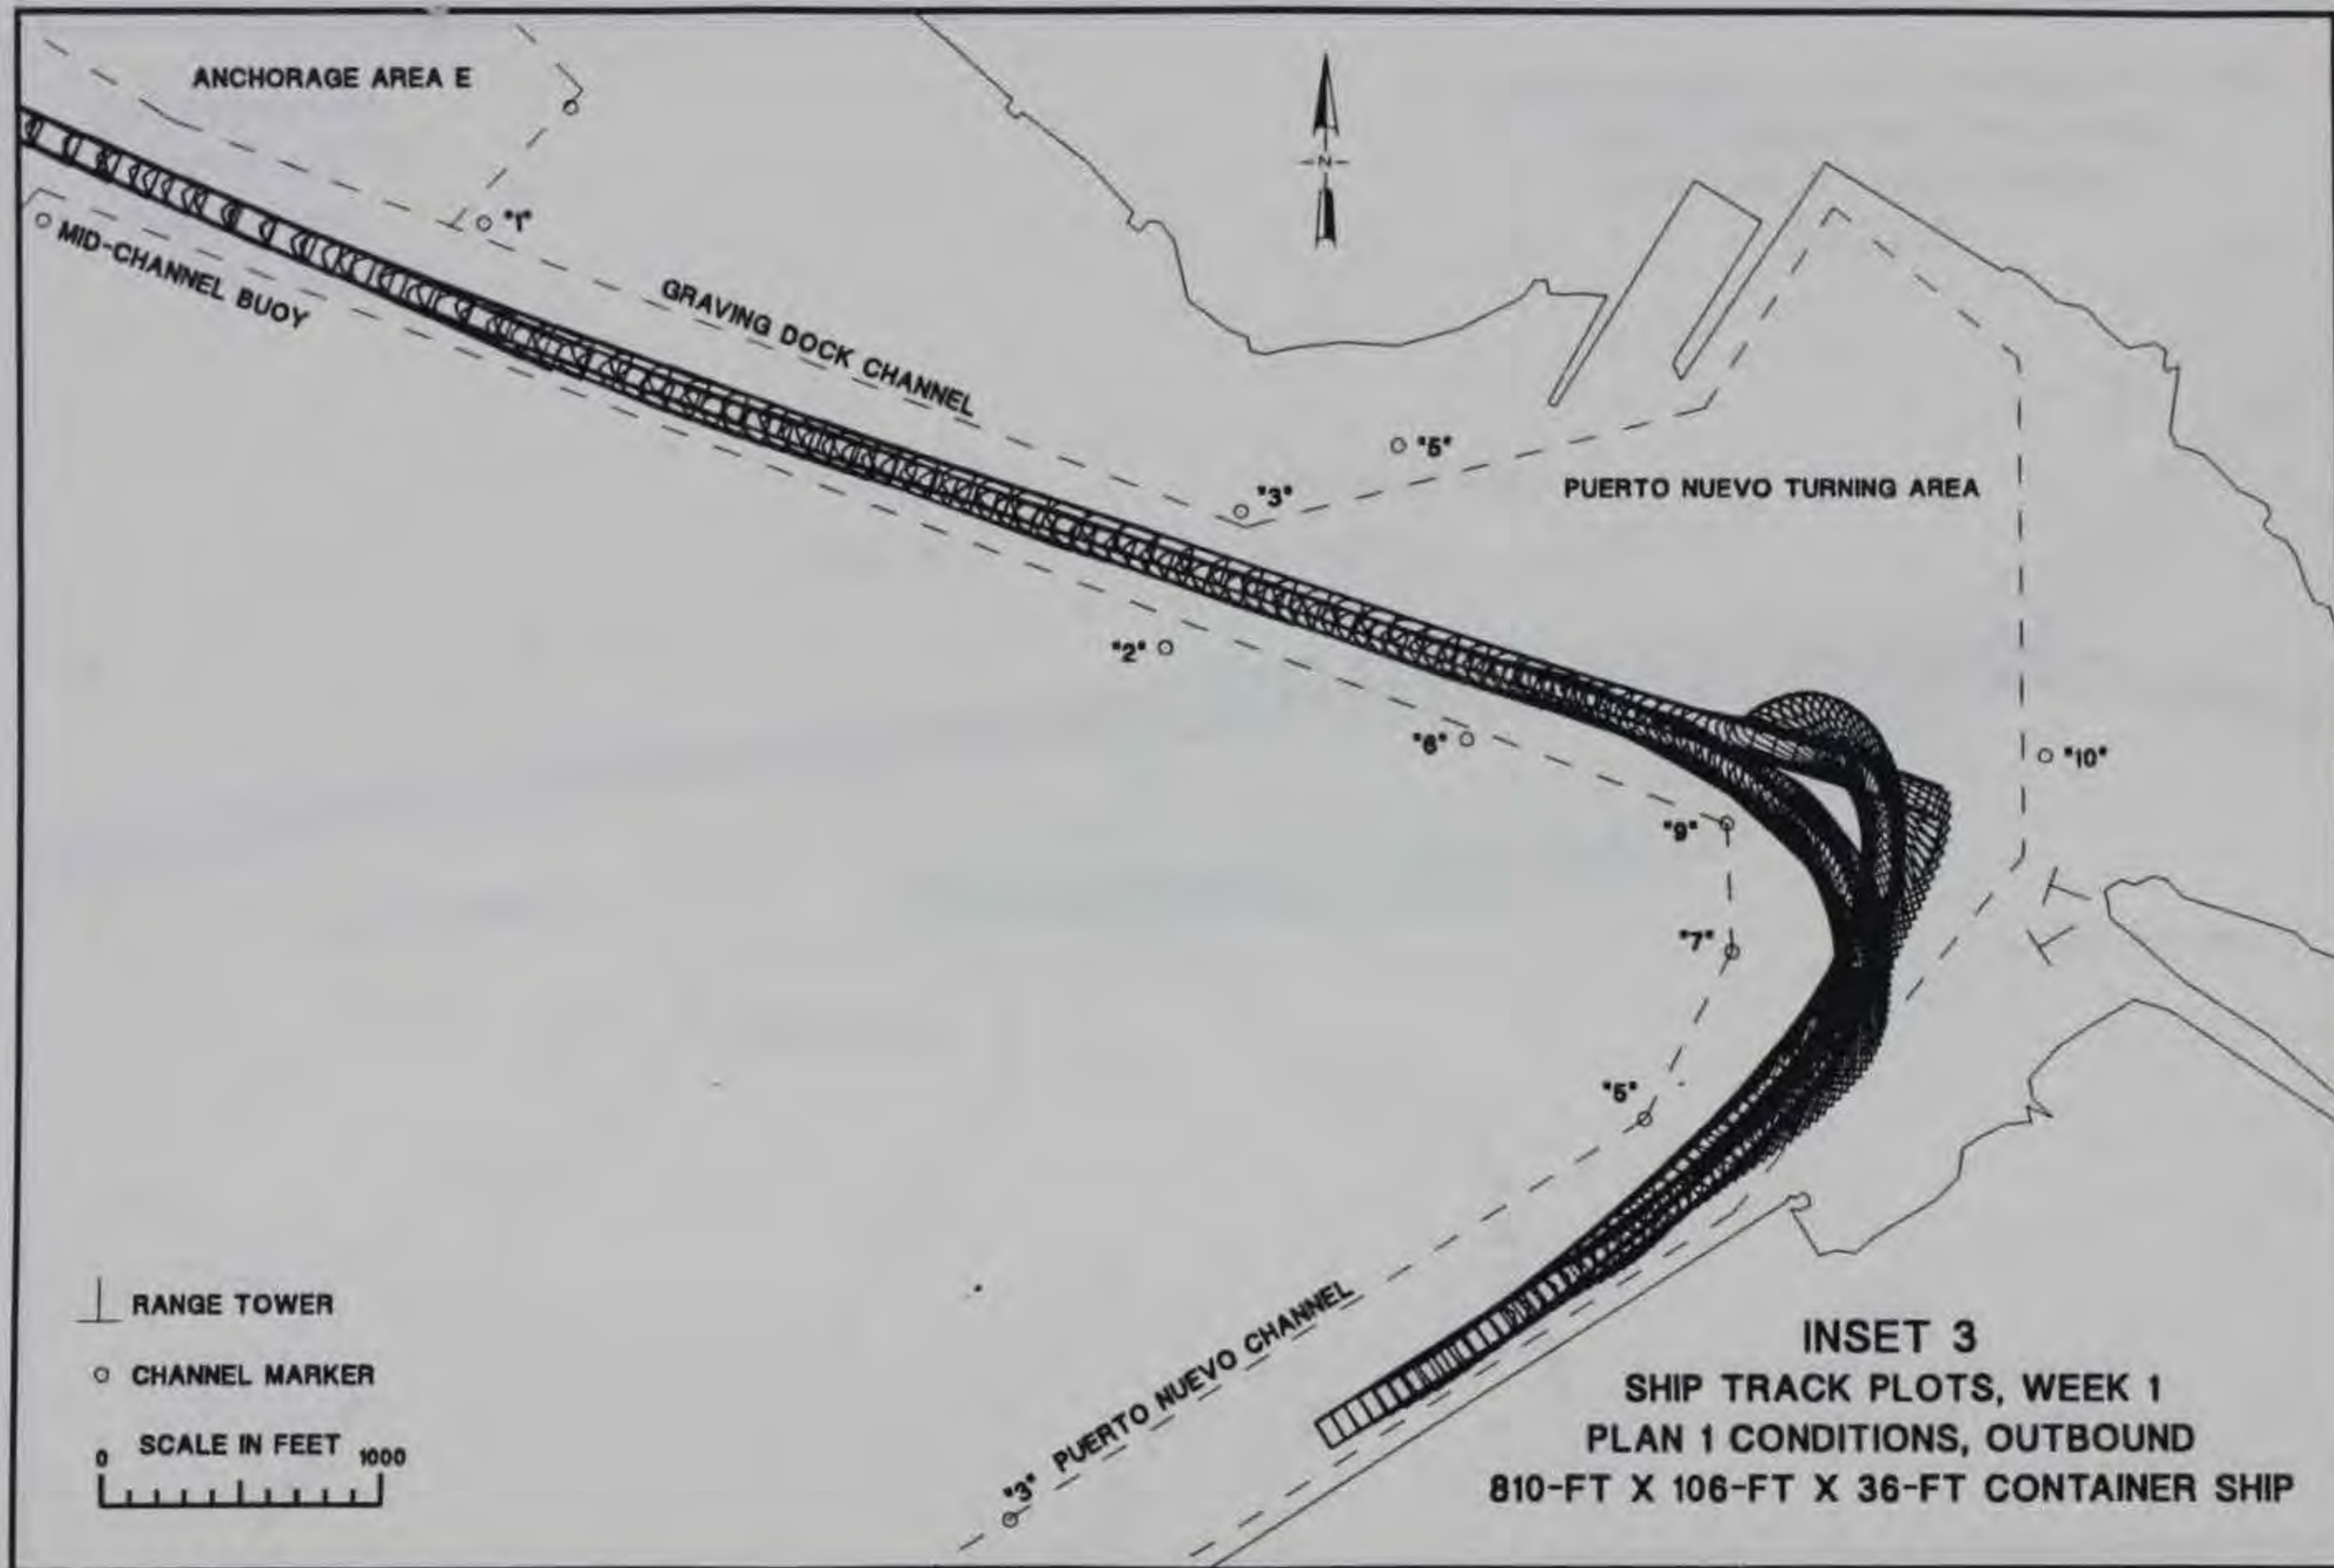 ANCHORAGE AREA E
"1"
MID-CHANNEL BUOY
GRAVING DOCK CHANNEL
N
"5"
"3"
PUERTO NUEVO TURNING AREA
"2"
"6"
"10"
"9"
"7"
"5"
PUERTO NUEVO CHANNEL
"3"
RANGE TOWER
CHANNEL MARKER
SCALE IN FEET
0 1000
INSET 3
SHIP TRACK PLOTS, WEEK 1
PLAN 1 CONDITIONS, OUTBOUND
810-FT X 106-FT X 36-FT CONTAINER SHIP